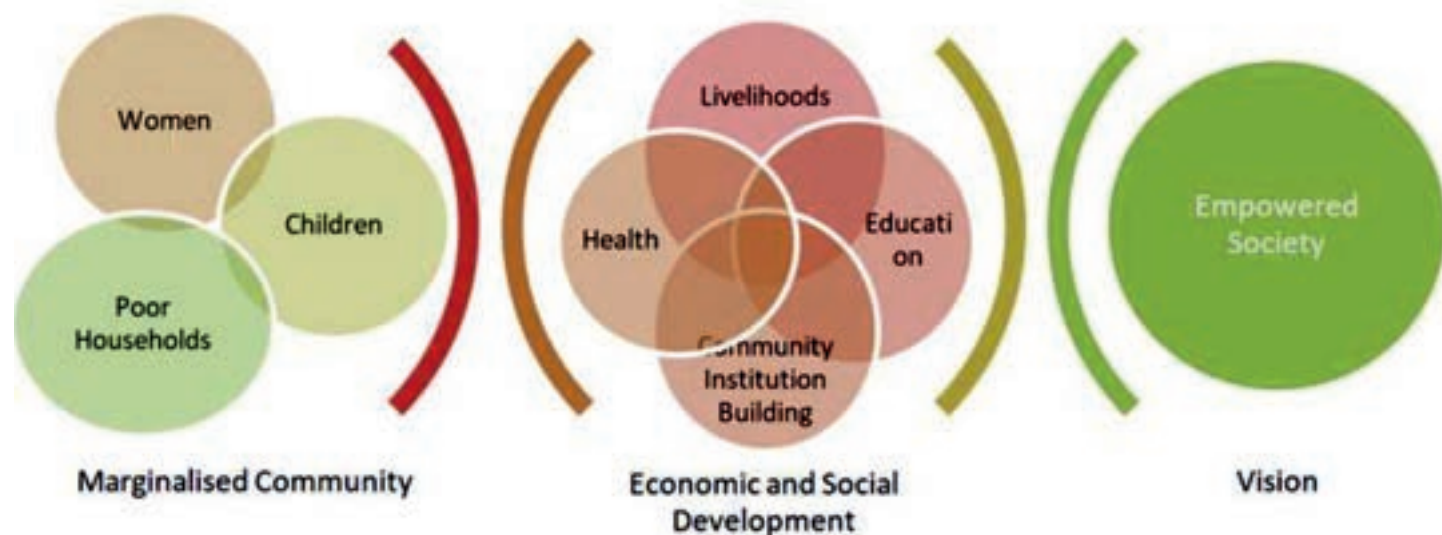 Women
Children
Poor
Households
Marginalised Community
Livelihoods
Health
Educati
on
Community
Institution
Building
Economic and Social
Development
Empowered
Society
Vision